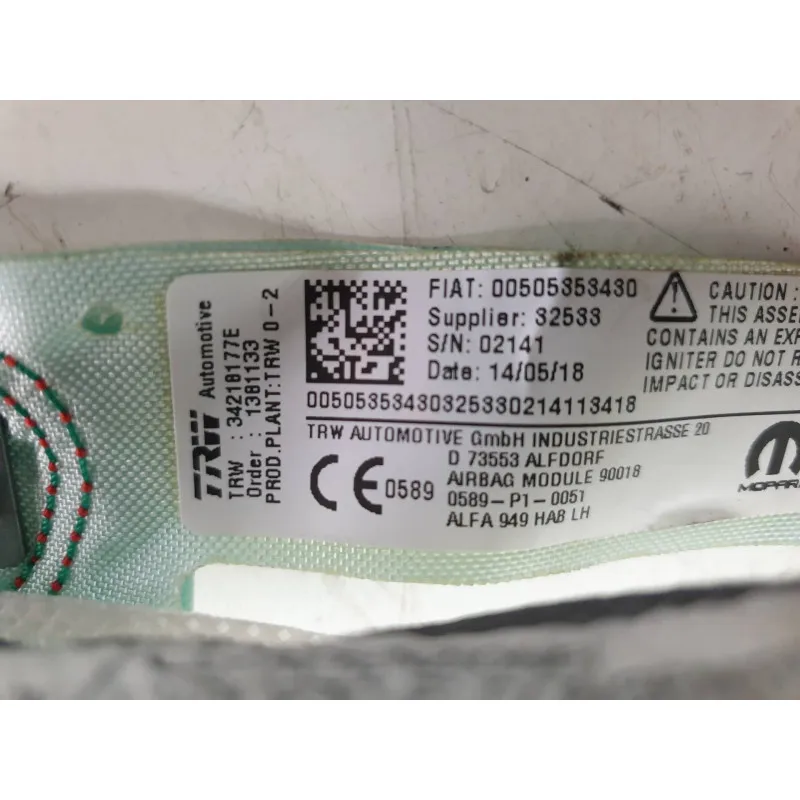 TRW Automotive
TRW : 34218177E
Order : 1381133
PROD.PLANT:TRW 0-2
FIAT: 00505353430
Supplier: 32533
S/N: 02141
Date: 14/05/18
00505353430325330214113418
TRW AUTOMOTIVE GmbH INDUSTRIESTRASSE 20
D 73553 ALFDORF
AIRBAG MODULE 90018
0589-P1-0051
ALFA 949 HAB LH
CE 0589
CAUTION :
THIS ASSE
CONTAINS AN EXP
IGNITER DO NOT R
IMPACT OR DISASS
MOPAR